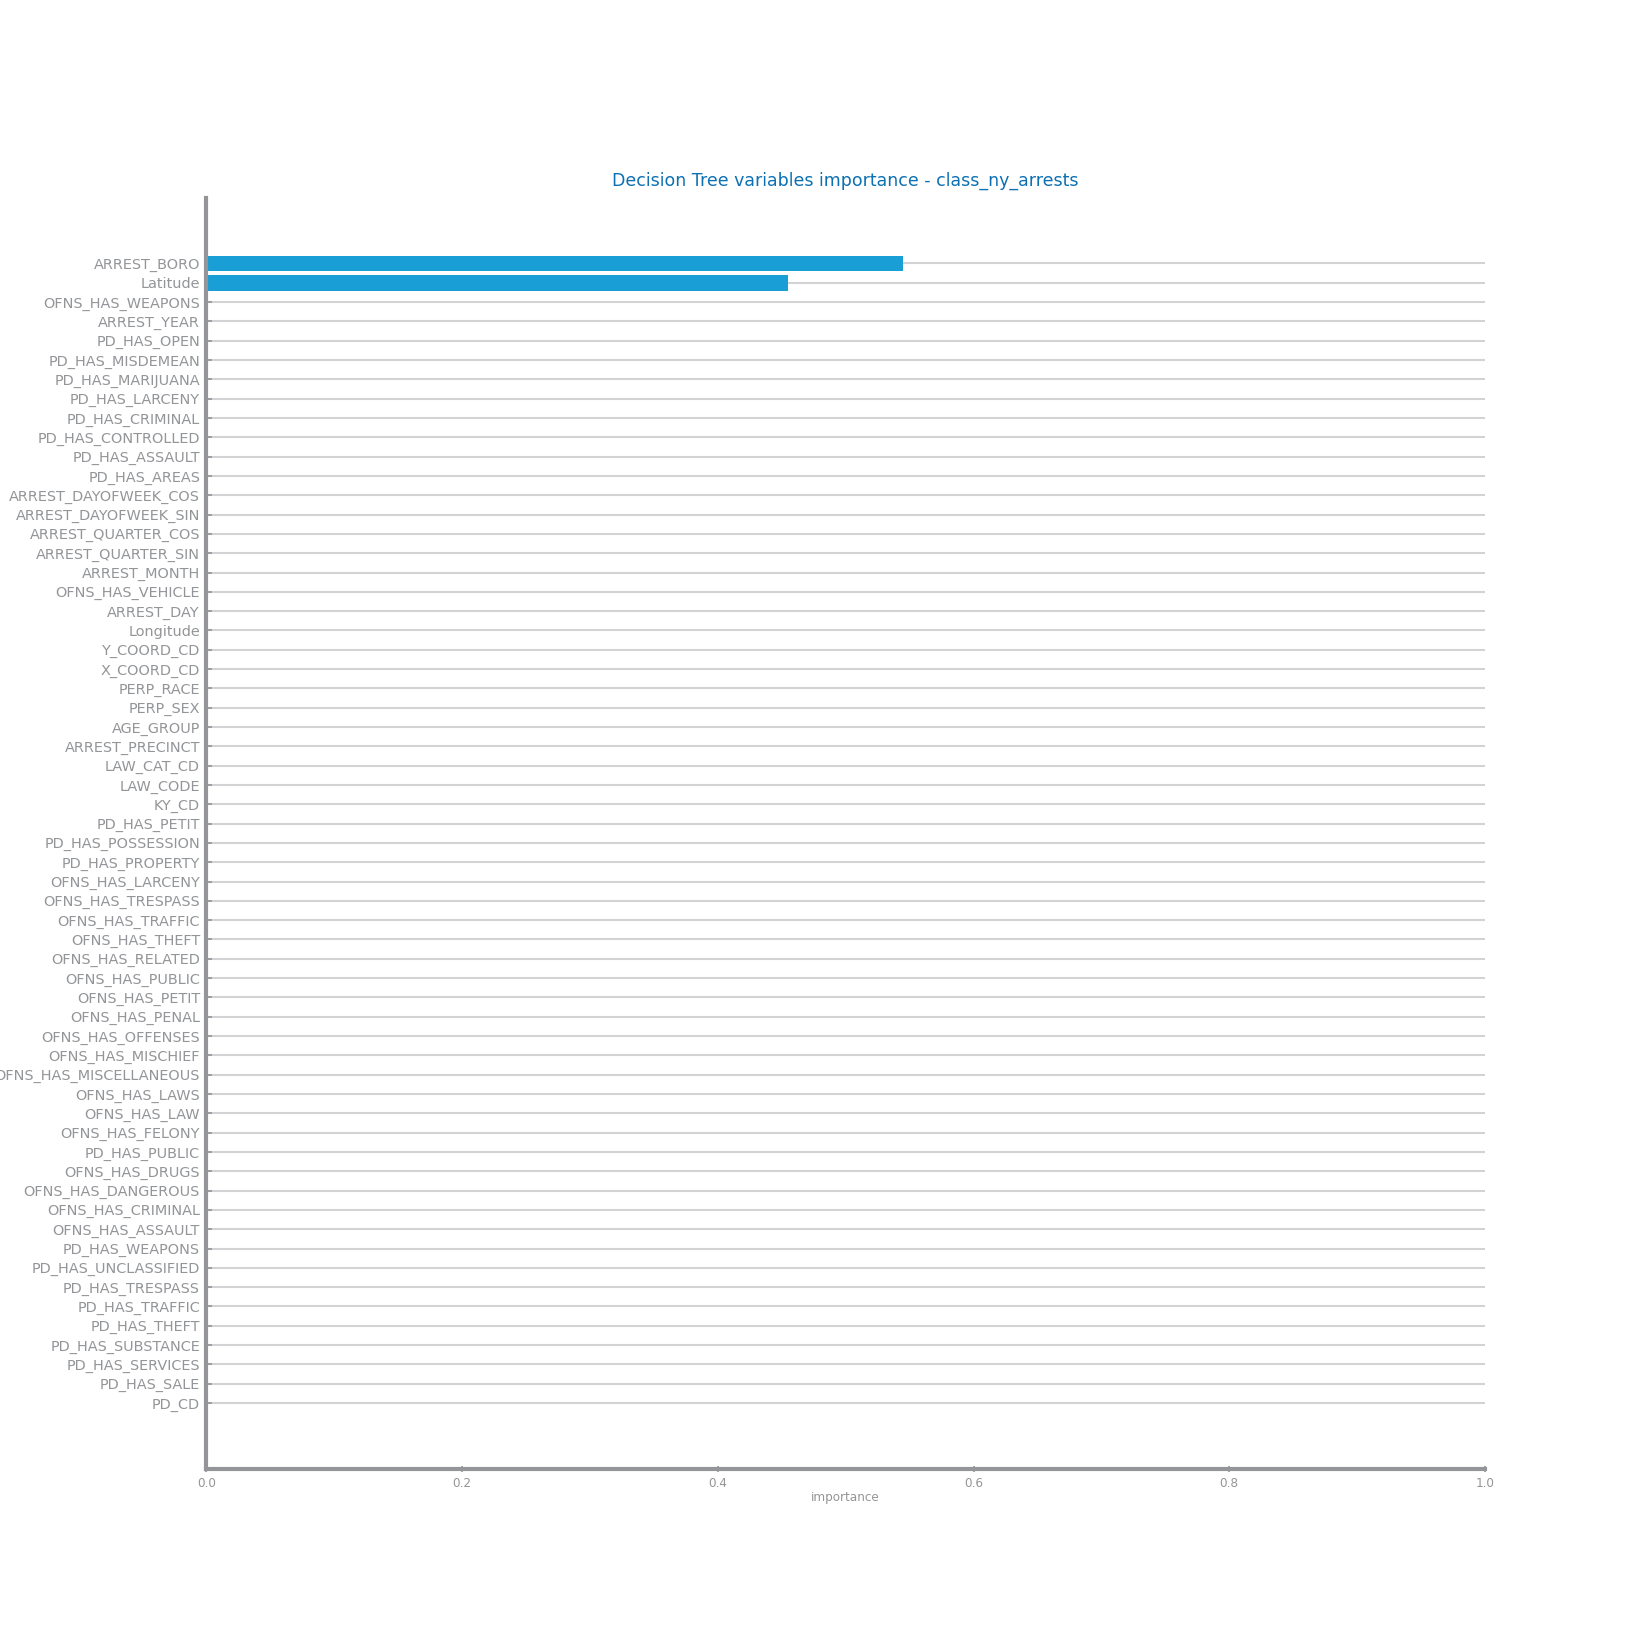 Decision Tree variables importance - class_ny_arrests
ARREST_BORO
Latitude
OFNS_HAS_WEAPONS
ARREST_YEAR
PD_HAS_OPEN
PD_HAS_MISDEMEAN
PD_HAS_MARIJUANA
PD_HAS_LARCENY
PD_HAS_CRIMINAL
PD_HAS_CONTROLLED
PD_HAS_ASSAULT
PD_HAS_AREAS
ARREST_DAYOFWEEK_COS
ARREST_DAYOFWEEK_SIN
ARREST_QUARTER_COS
ARREST_QUARTER_SIN
ARREST_MONTH
OFNS_HAS_VEHICLE
ARREST_DAY
Longitude
Y_COORD_CD
X_COORD_CD
PERP_RACE
PERP_SEX
AGE_GROUP
ARREST_PRECINCT
LAW_CAT_CD
LAW_CODE
KY_CD
PD_HAS_PETIT
PD_HAS_POSSESSION
PD_HAS_PROPERTY
OFNS_HAS_LARCENY
OFNS_HAS_TRESPASS
OFNS_HAS_TRAFFIC
OFNS_HAS_THEFT
OFNS_HAS_RELATED
OFNS_HAS_PUBLIC
OFNS_HAS_PETIT
OFNS_HAS_PENAL
OFNS_HAS_OFFENSES
OFNS_HAS_MISCHIEF
OFNS_HAS_MISCELLANEOUS
OFNS_HAS_LAWS
OFNS_HAS_LAW
OFNS_HAS_FELONY
PD_HAS_PUBLIC
OFNS_HAS_DRUGS
OFNS_HAS_DANGEROUS
OFNS_HAS_CRIMINAL
OFNS_HAS_ASSAULT
PD_HAS_WEAPONS
PD_HAS_UNCLASSIFIED
PD_HAS_TRESPASS
PD_HAS_TRAFFIC
PD_HAS_THEFT
PD_HAS_SUBSTANCE
PD_HAS_SERVICES
PD_HAS_SALE
PD_CD
0.0 0.2 0.4 0.6 0.8 1.0
importance